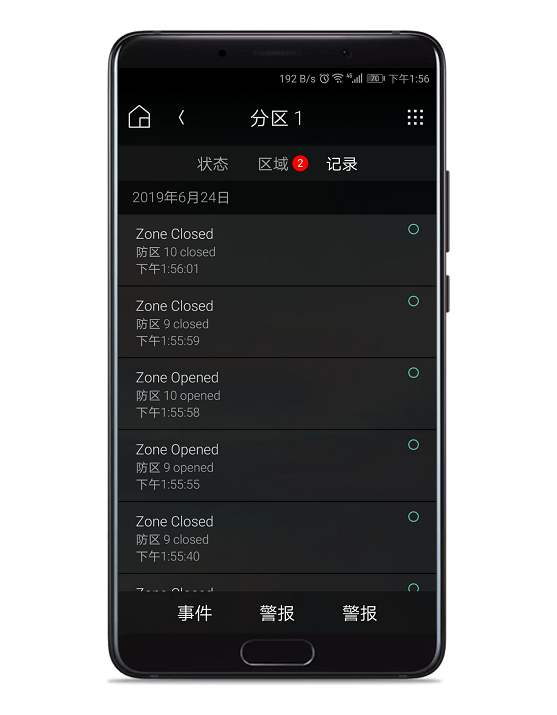 192 B/s 4G 70 下午1:56
分区 1
状态 区域 2 记录
2019年6月24日
Zone Closed
防区 10 closed
下午1:56:01
Zone Closed
防区 9 closed
下午1:55:59
Zone Opened
防区 10 opened
下午1:55:58
Zone Opened
防区 9 opened
下午1:55:55
Zone Closed
防区 9 closed
下午1:55:40
Zone Closed
事件 警报 警报